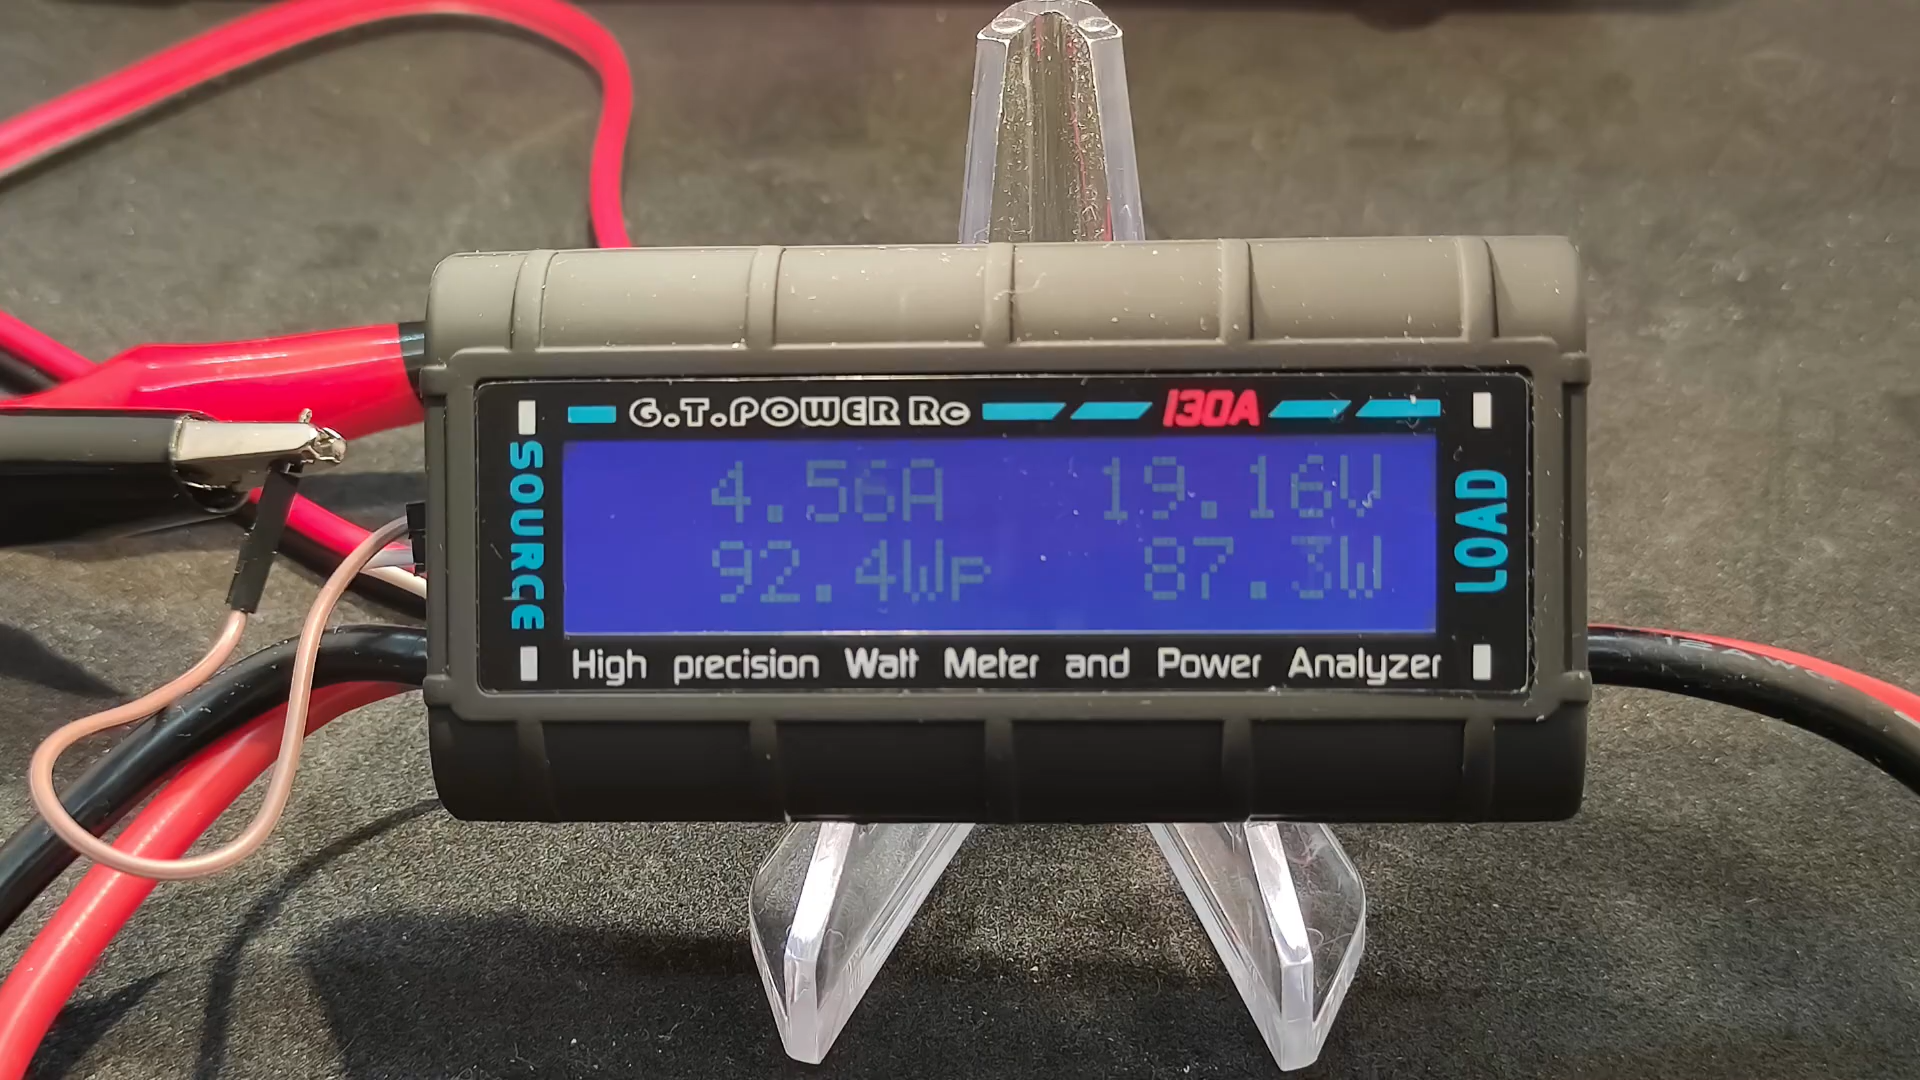 G.T.POWER RC 130A
SOURCE
4.56A 19.16V
92.4Wp 87.3W
LOAD
High precision Watt Meter and Power Analyzer
12AW